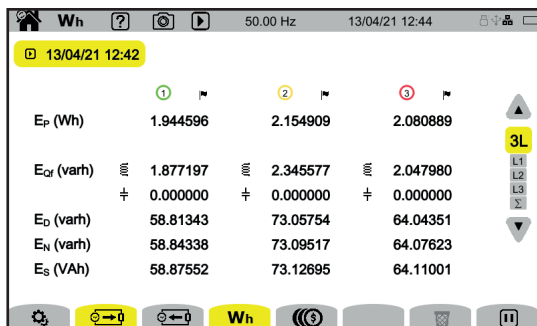 Wh ? 50.00 Hz 13/04/21 12:44
13/04/21 12:42
1 2 3
EP (Wh) 1.944596 2.154909 2.080889
EQf (varh) 1.877197 2.345577 2.047980
0.000000 0.000000 0.000000
ED (varh) 58.81343 73.05754 64.04351
EN (varh) 58.84338 73.09517 64.07623
ES (VAh) 58.87552 73.12695 64.11001
3L
L1
L2
L3
Σ
Wh $